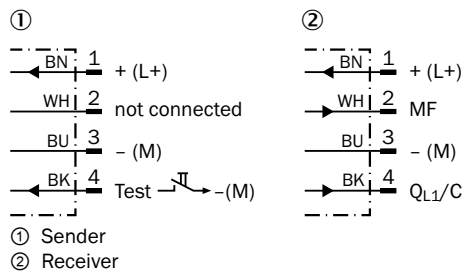 ① ②
BN 1 + (L+)
WH 2 not connected
BU 3 – (M)
BK 4 Test –(M)
BN 1 + (L+)
WH 2 MF
BU 3 – (M)
BK 4 QL1/C
① Sender
② Receiver